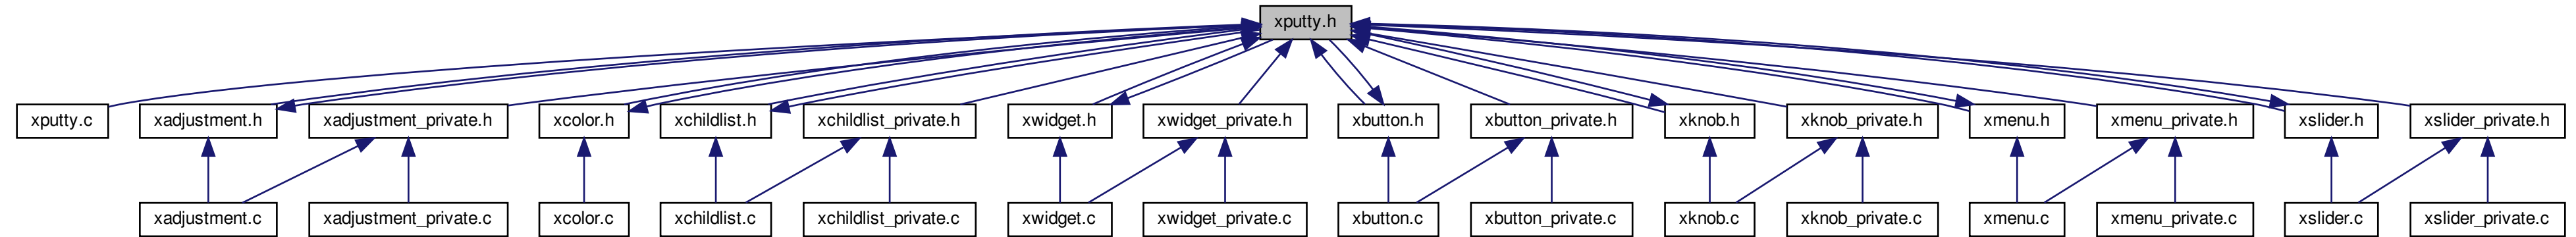 xputty.h
xputty.c
xadjustment.h
xadjustment_private.h
xcolor.h
xchildlist.h
xchildlist_private.h
xwidget.h
xwidget_private.h
xbutton.h
xbutton_private.h
xknob.h
xknob_private.h
xmenu.h
xmenu_private.h
xslider.h
xslider_private.h
xadjustment.c
xadjustment_private.c
xcolor.c
xchildlist.c
xchildlist_private.c
xwidget.c
xwidget_private.c
xbutton.c
xbutton_private.c
xknob.c
xknob_private.c
xmenu.c
xmenu_private.c
xslider.c
xslider_private.c